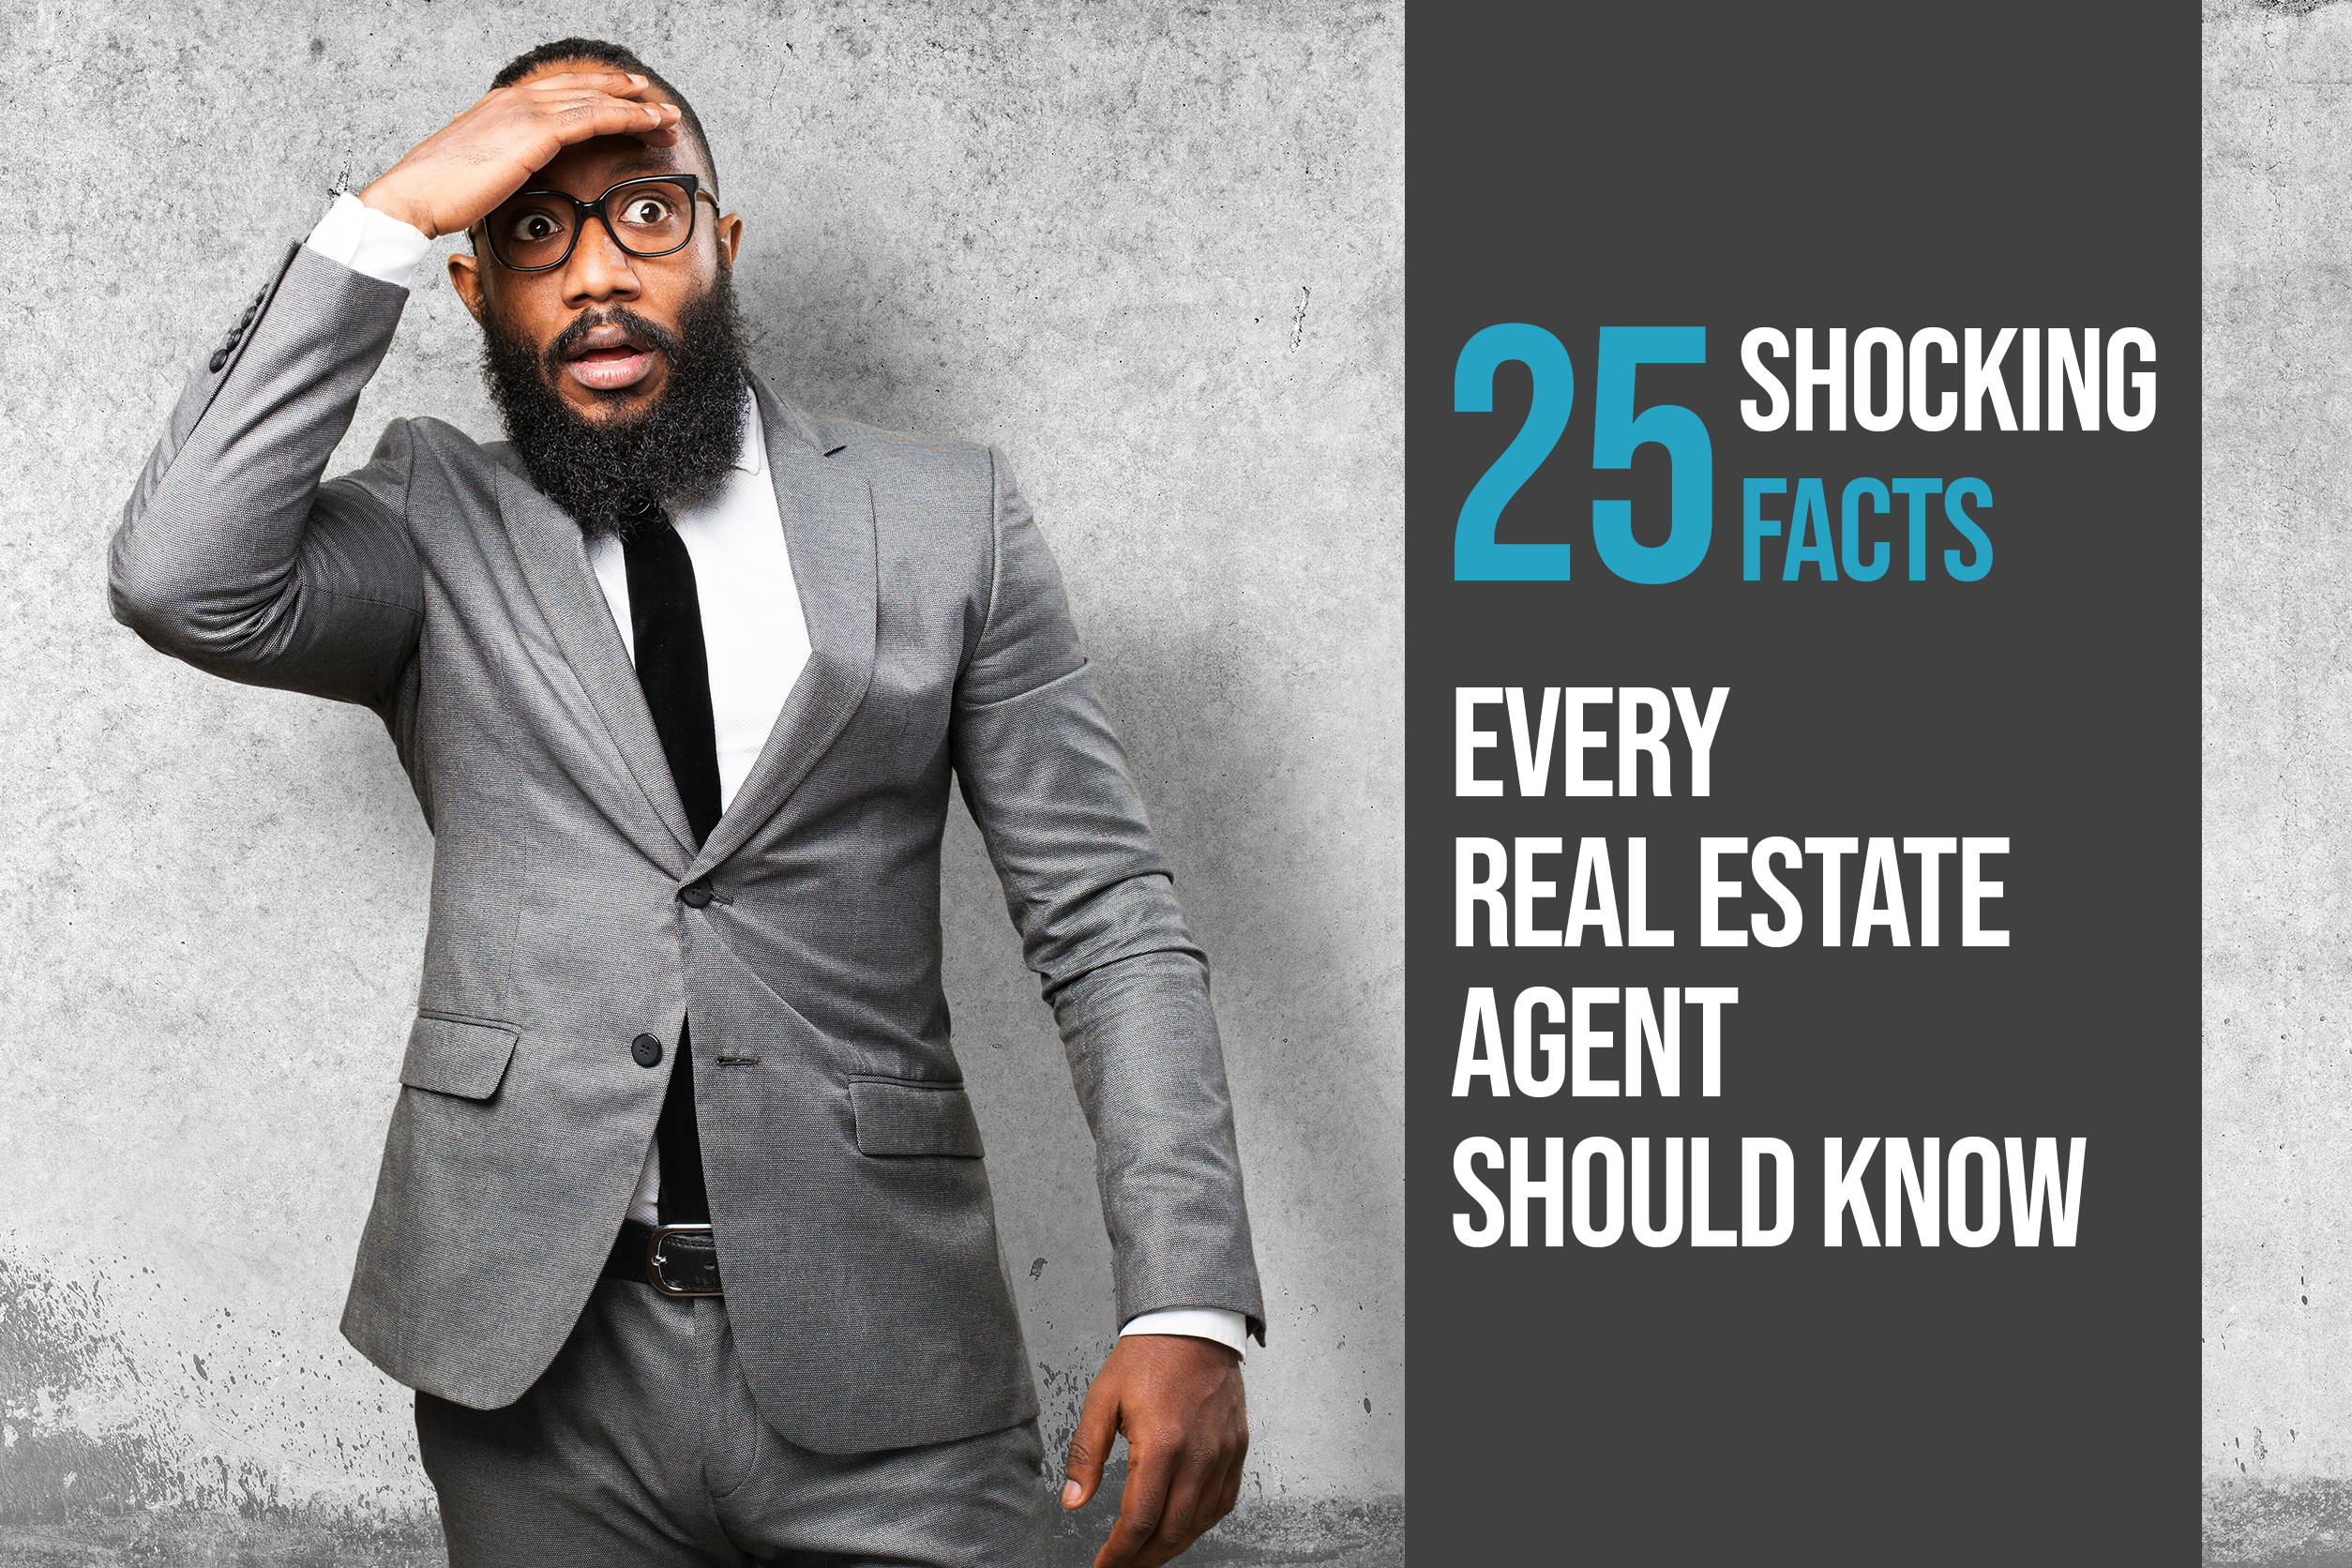 25 SHOCKING
FACTS
EVERY
REAL ESTATE
AGENT
SHOULD KNOW